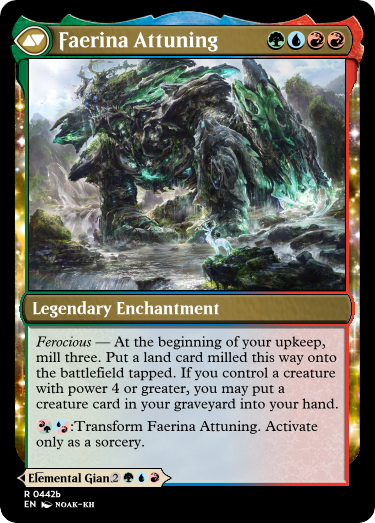 Faerina Attuning
Legendary Enchantment
Ferocious — At the beginning of your upkeep,
mill three. Put a land card milled this way onto
the battlefield tapped. If you control a creature
with power 4 or greater, you may put a
creature card in your graveyard into your hand.
:Transform Faerina Attuning. Activate
only as a sorcery.
Elemental Gian 2
R 0442b
EN NOAK-KH